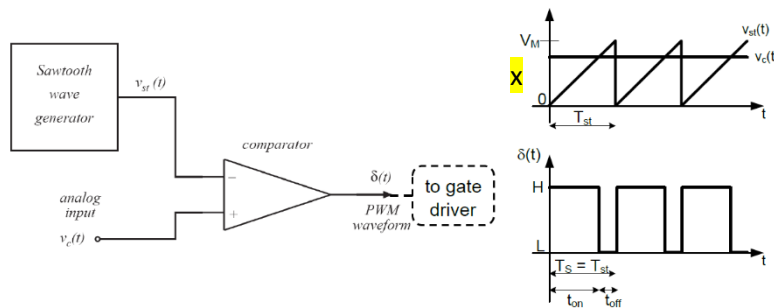 Sawtooth
wave
generator
v_st(t)
comparator
−
+
analog
input
v_c(t)
δ(t)
PWM
waveform
to gate
driver
V_M
X
0
v_st(t)
v_c(t
T_st
t
δ(t)
H
L
T_S = T_st
t
t_on
t_off